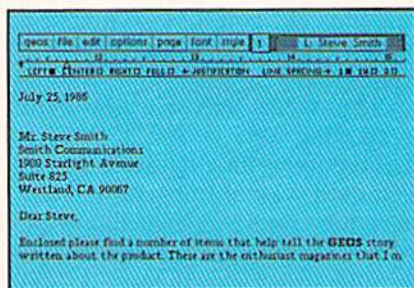 geos file edit options page font style 1 L: Steve Smith
LEFT CENTER RIGHT FULL ← JUSTIFICATION LINE SPACING → 1
July 25, 1986
Mr. Steve Smith
Smith Communications
1900 Starlight Avenue
Suite 825
Westland, CA 90067
Dear Steve,
Enclosed please find a number of items that help tell the GEOS story
written about the product. These are the enthusiast magazines that I m